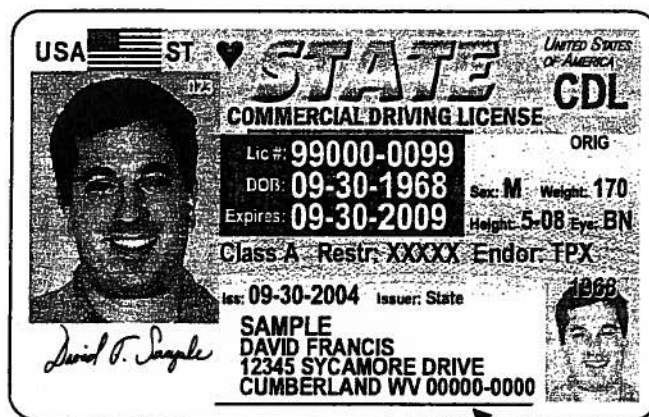 USA ST
STATE
UNITED STATES
OF AMERICA
CDL
COMMERCIAL DRIVING LICENSE
ORIG
023
Lic #: 99000-0099
DOB: 09-30-1968
Sex: M Weight: 170
Expires: 09-30-2009
Height: 5-08 Eye: BN
Class A Restr: XXXXX Endor: TPX
Iss: 09-30-2004 Issuer: State
1968
SAMPLE
DAVID FRANCIS
12345 SYCAMORE DRIVE
CUMBERLAND WV 00000-0000
David F. Sample